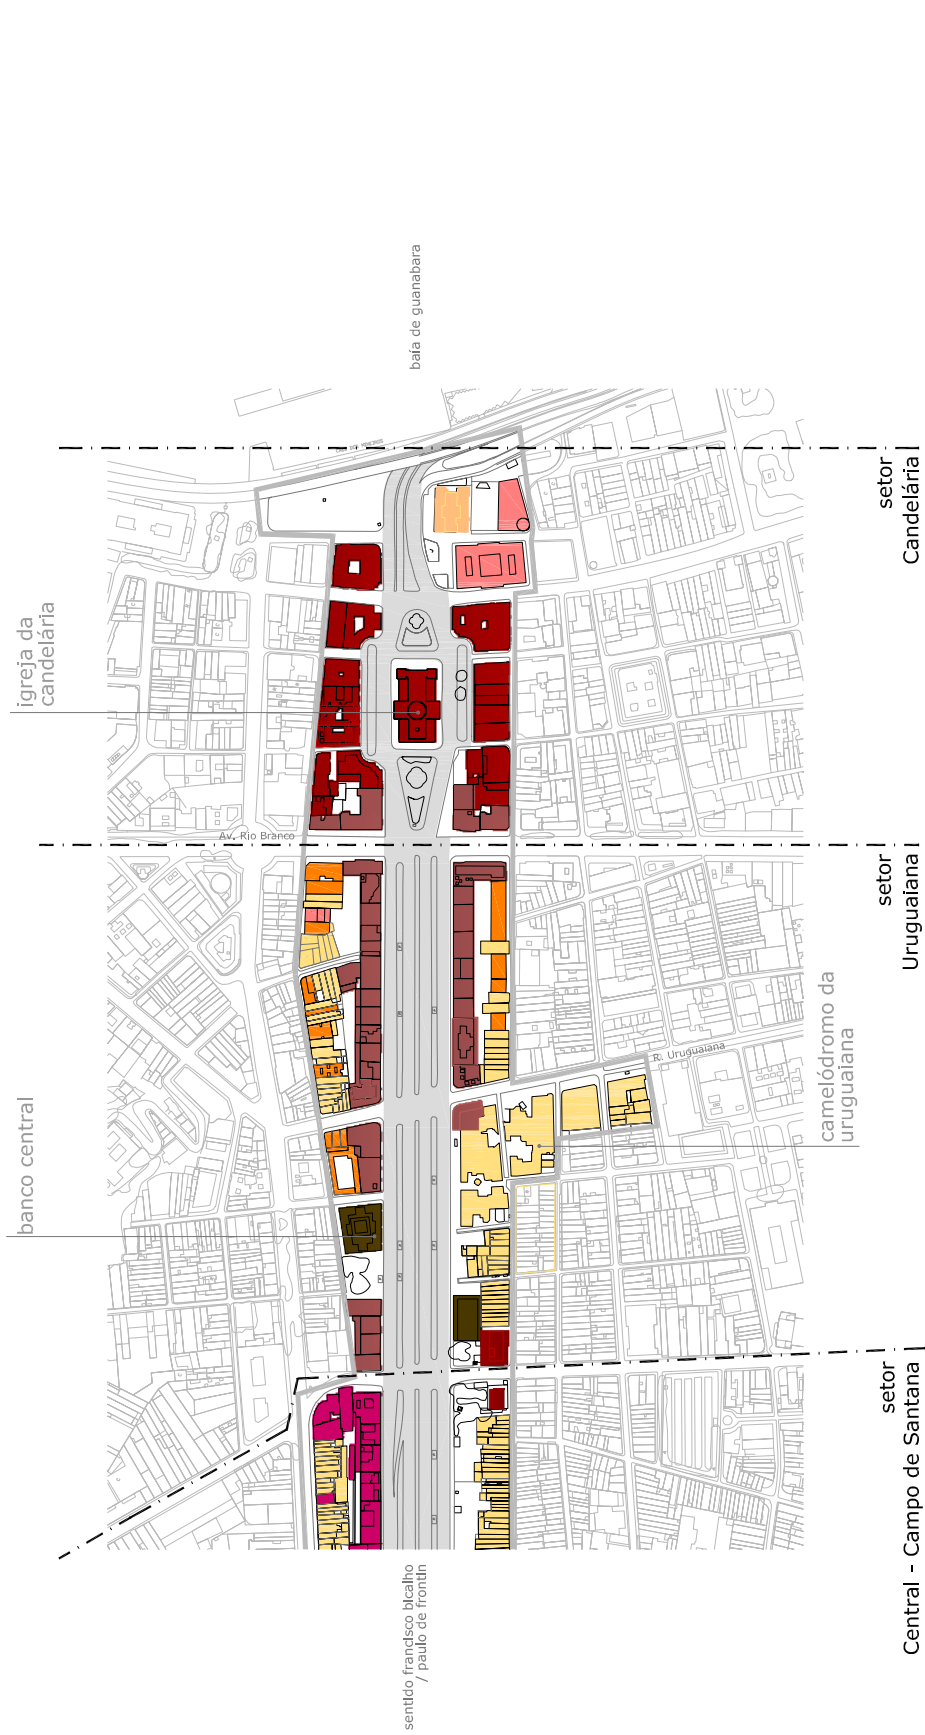 baía de guanabara
setor
Candelária
igreja da
candelária
Av. Rio Branco
setor
Uruguaiana
camelódromo da
uruguaiana
R. Uruguaiana
banco central
setor
Central - Campo de Santana
sentido francisco bicalho
/ paulo de frontin